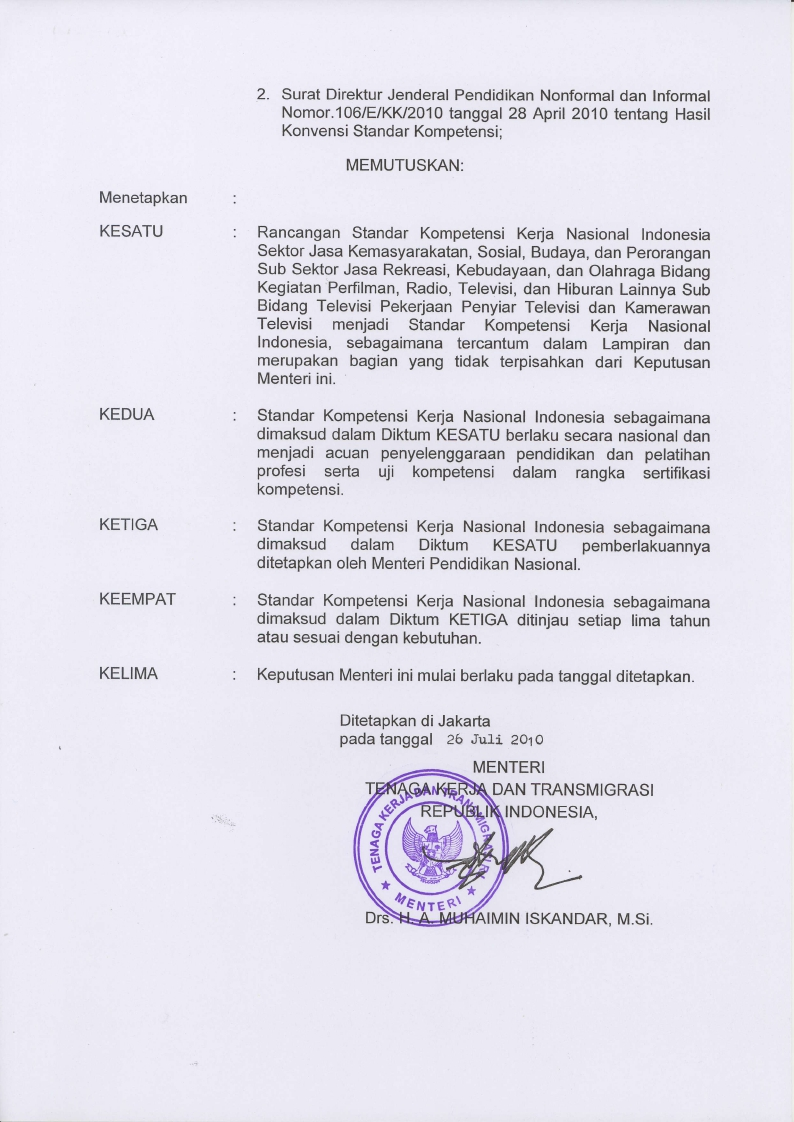 2. Surat Direktur Jenderal Pendidikan Nonformal dan Informal
Nomor.106/E/KK/2010 tanggal 28 April 2010 tentang Hasil
Konvensi Standar Kompetensi;
MEMUTUSKAN:
Menetapkan :
KESATU : Rancangan Standar Kompetensi Kerja Nasional Indonesia
Sektor Jasa Kemasyarakatan, Sosial, Budaya, dan Perorangan
Sub Sektor Jasa Rekreasi, Kebudayaan, dan Olahraga Bidang
Kegiatan Perfilman, Radio, Televisi, dan Hiburan Lainnya Sub
Bidang Televisi Pekerjaan Penyiar Televisi dan Kamerawan
Televisi menjadi Standar Kompetensi Kerja Nasional
Indonesia, sebagaimana tercantum dalam Lampiran dan
merupakan bagian yang tidak terpisahkan dari Keputusan
Menteri ini.
KEDUA : Standar Kompetensi Kerja Nasional Indonesia sebagaimana
dimaksud dalam Diktum KESATU berlaku secara nasional dan
menjadi acuan penyelenggaraan pendidikan dan pelatihan
profesi serta uji kompetensi dalam rangka sertifikasi
kompetensi.
KETIGA : Standar Kompetensi Kerja Nasional Indonesia sebagaimana
dimaksud dalam Diktum KESATU pemberlakuannya
ditetapkan oleh Menteri Pendidikan Nasional.
KEEMPAT : Standar Kompetensi Kerja Nasional Indonesia sebagaimana
dimaksud dalam Diktum KETIGA ditinjau setiap lima tahun
atau sesuai dengan kebutuhan.
KELIMA : Keputusan Menteri ini mulai berlaku pada tanggal ditetapkan.
Ditetapkan di Jakarta
pada tanggal 26 Juli 2010
MENTERI
TENAGA KERJA DAN TRANSMIGRASI
REPUBLIK INDONESIA,
TENAGA KERJA DAN TRANSMIGRASI RI
MENTERI
Drs. H. A. MUHAIMIN ISKANDAR, M.Si.